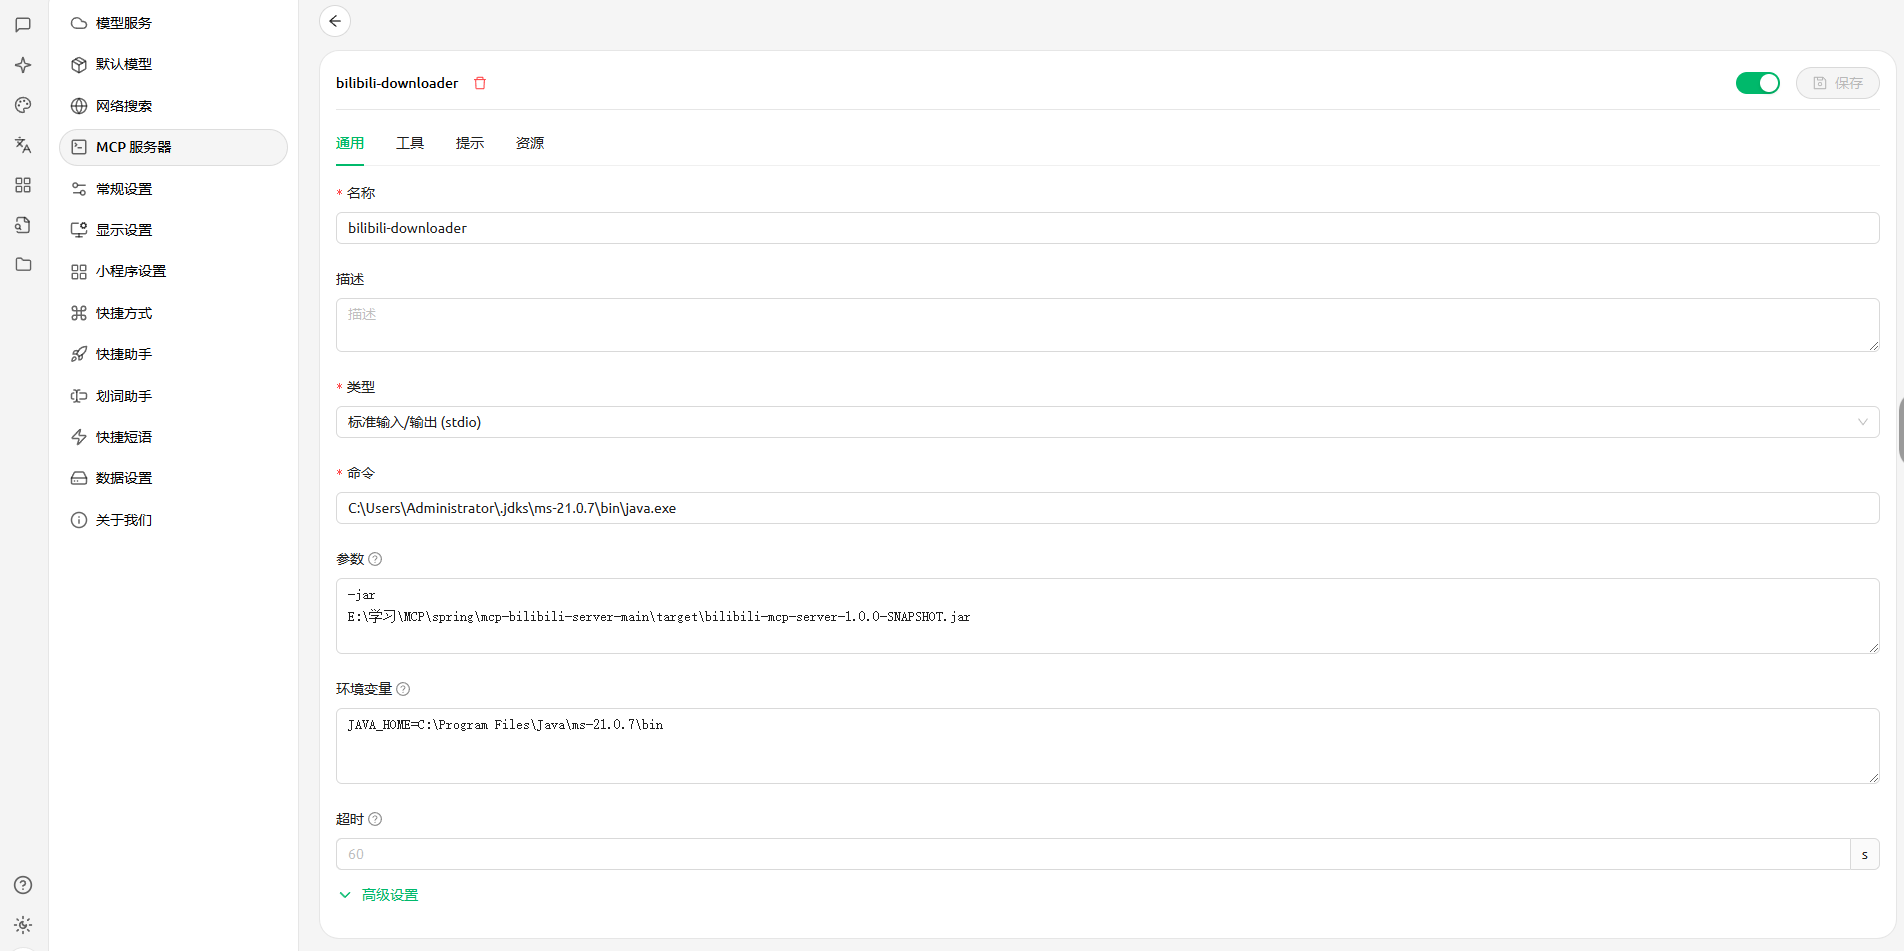 模型服务
默认模型
网络搜索
MCP 服务器
常规设置
显示设置
小程序设置
快捷方式
快捷助手
划词助手
快捷短语
数据设置
关于我们
bilibili-downloader
保存
通用 工具 提示 资源
* 名称
bilibili-downloader
描述
描述
* 类型
标准输入/输出 (stdio)
* 命令
C:\Users\Administrator\.jdks\ms-21.0.7\bin\java.exe
参数
-jar
E:\学习\MCP\spring\mcp-bilibili-server-main\target\bilibili-mcp-server-1.0.0-SNAPSHOT.jar
环境变量
JAVA_HOME=C:\Program Files\Java\ms-21.0.7\bin
超时
60 s
高级设置